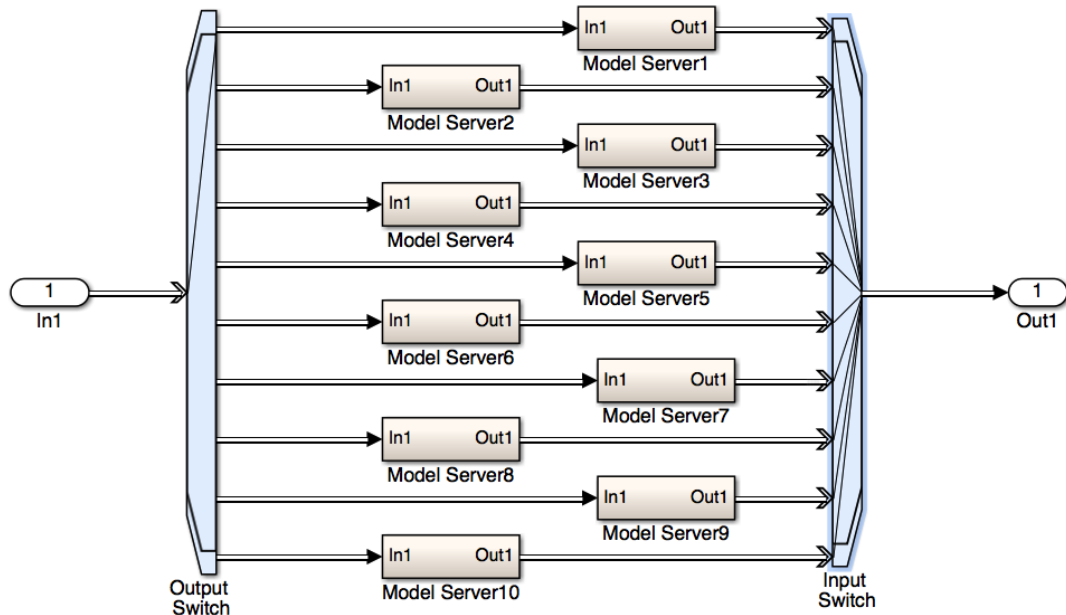 In1 Out1
Model Server1
In1 Out1
Model Server2
In1 Out1
Model Server3
In1 Out1
Model Server4
In1 Out1
Model Server5
1
In1
1
Out1
In1 Out1
Model Server6
In1 Out1
Model Server7
In1 Out1
Model Server8
In1 Out1
Model Server9
In1 Out1
Model Server10
Output
Switch
Input
Switch